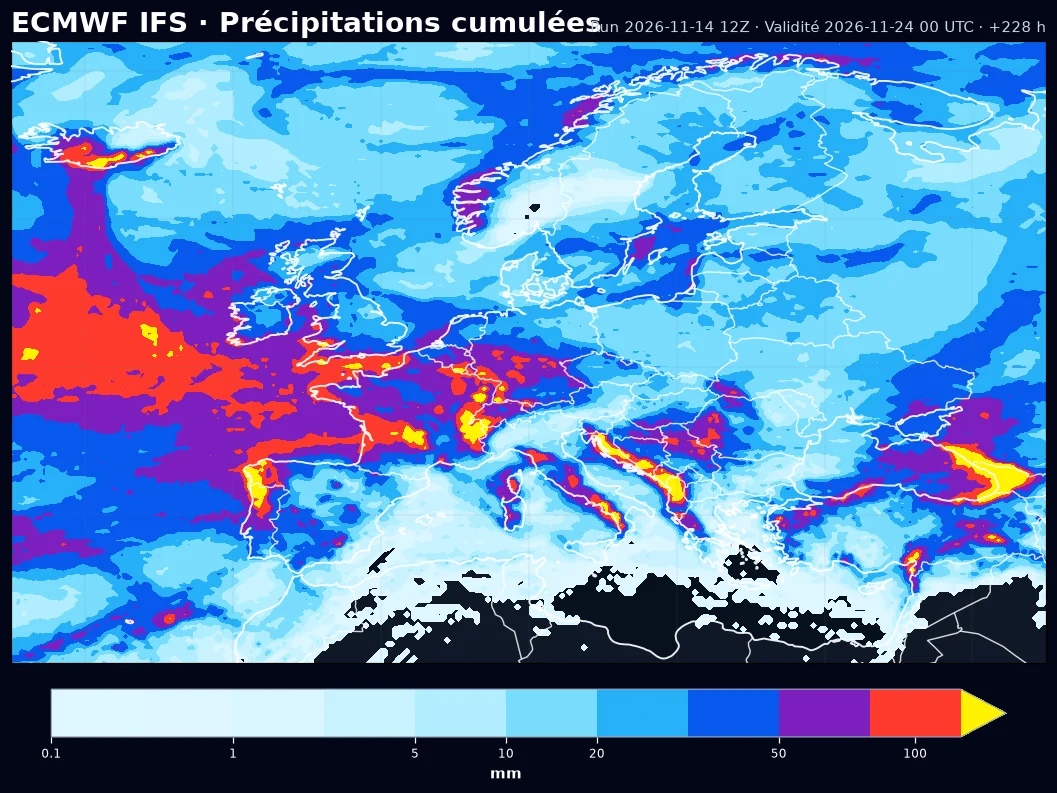 ECMWF IFS · Précipitations cumulées
Run 2026-11-14 12Z · Validité 2026-11-24 00 UTC · +228 h
0.1 1 5 10 20 50 100
mm